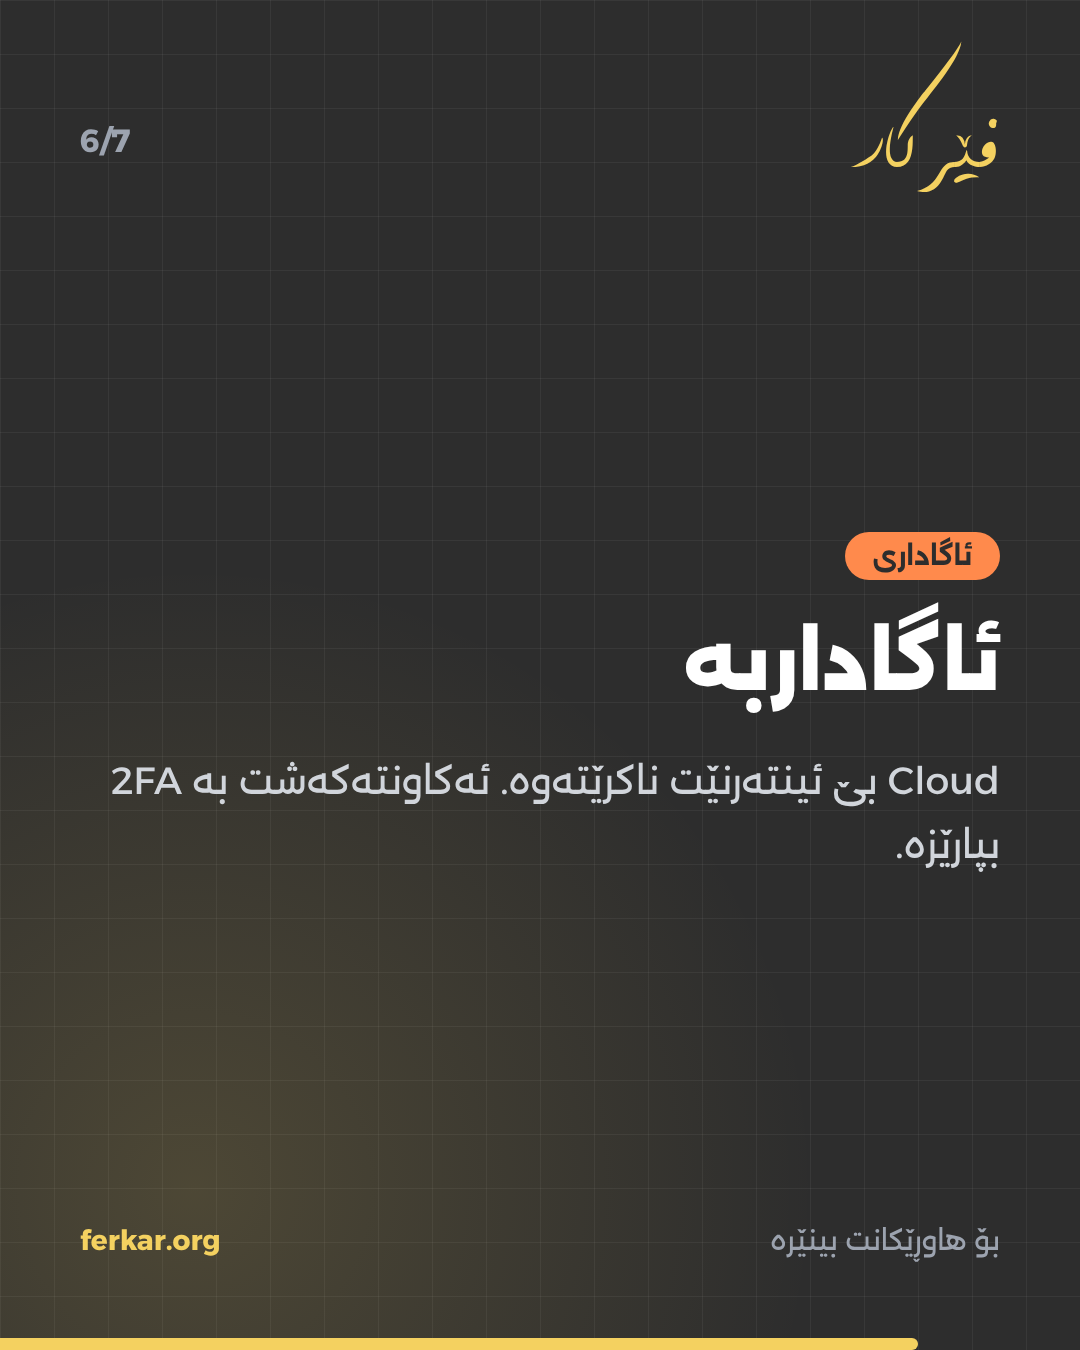 فێرکار
6/7
ئاگاداری
ئاگاداربە
Cloud بێ ئینتەرنێت ناکرێتەوە. ئەکاونتەکەشت بە 2FA
بپارێزە.
بۆ هاوڕێکانت بینێرە
ferkar.org